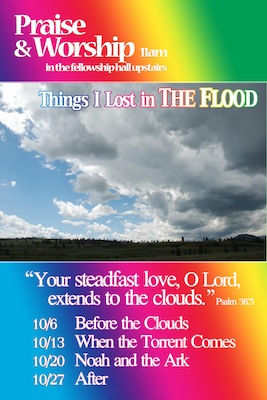 Praise
& Worship 11am
in the fellowship hall upstairs
Things I Lost in THE FLOOD
“Your steadfast love, O Lord,
extends to the clouds.” Psalm 36:5
10/6 Before the Clouds
10/13 When the Torrent Comes
10/20 Noah and the Ark
10/27 After